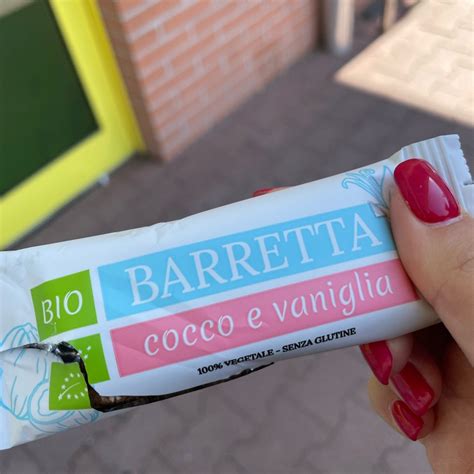 BIO
BARRETTA
cocco e vaniglia
100% VEGETALE - SENZA GLUTINE